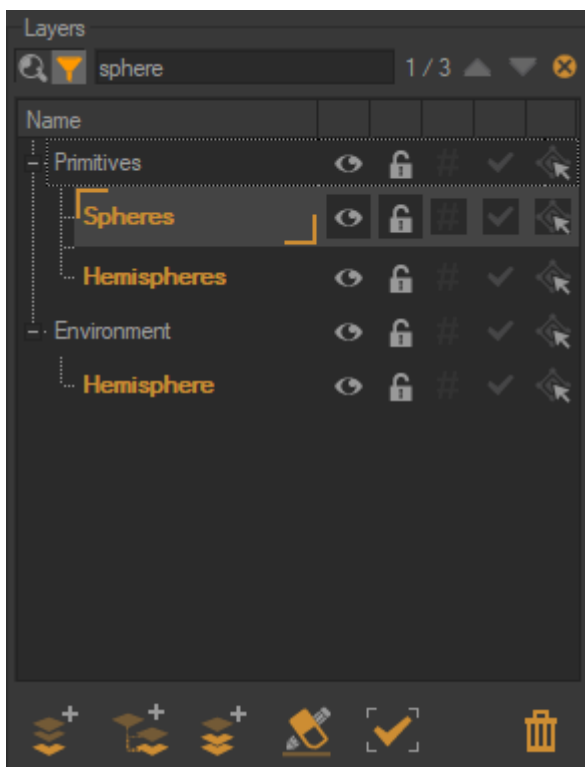 Layers
sphere 1 / 3
Name
Primitives
Spheres
Hemispheres
Environment
Hemisphere